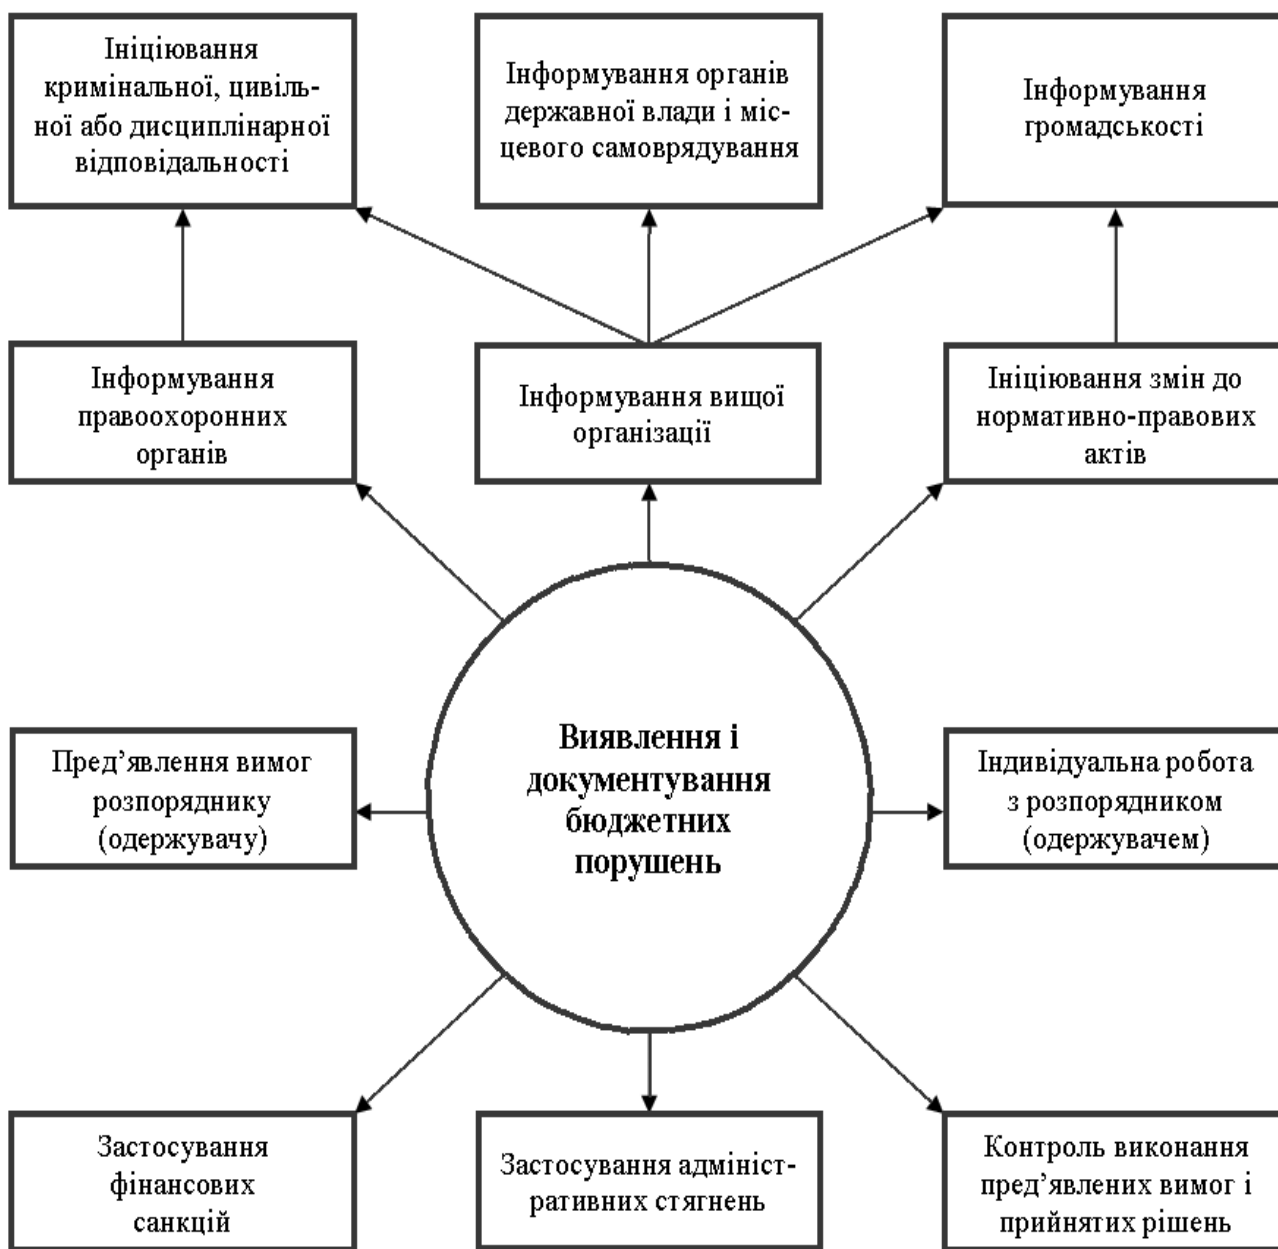 Ініціювання
кримінальної, цивіль-
ної або дисциплінарної
відповідальності
Інформування органів
державної влади і міс-
цевого самоврядування
Інформування
громадськості
Інформування
правоохоронних
органів
Інформування вищої
організації
Ініціювання змін до
нормативно-правових
актів
Виявлення і
документування
бюджетних
порушень
Пред’явлення вимог
розпоряднику
(одержувачу)
Індивідуальна робота
з розпорядником
(одержувачем)
Застосування
фінансових
санкцій
Застосування адмініст-
ративних стягнень
Контроль виконання
пред’явлених вимог і
прийнятих рішень